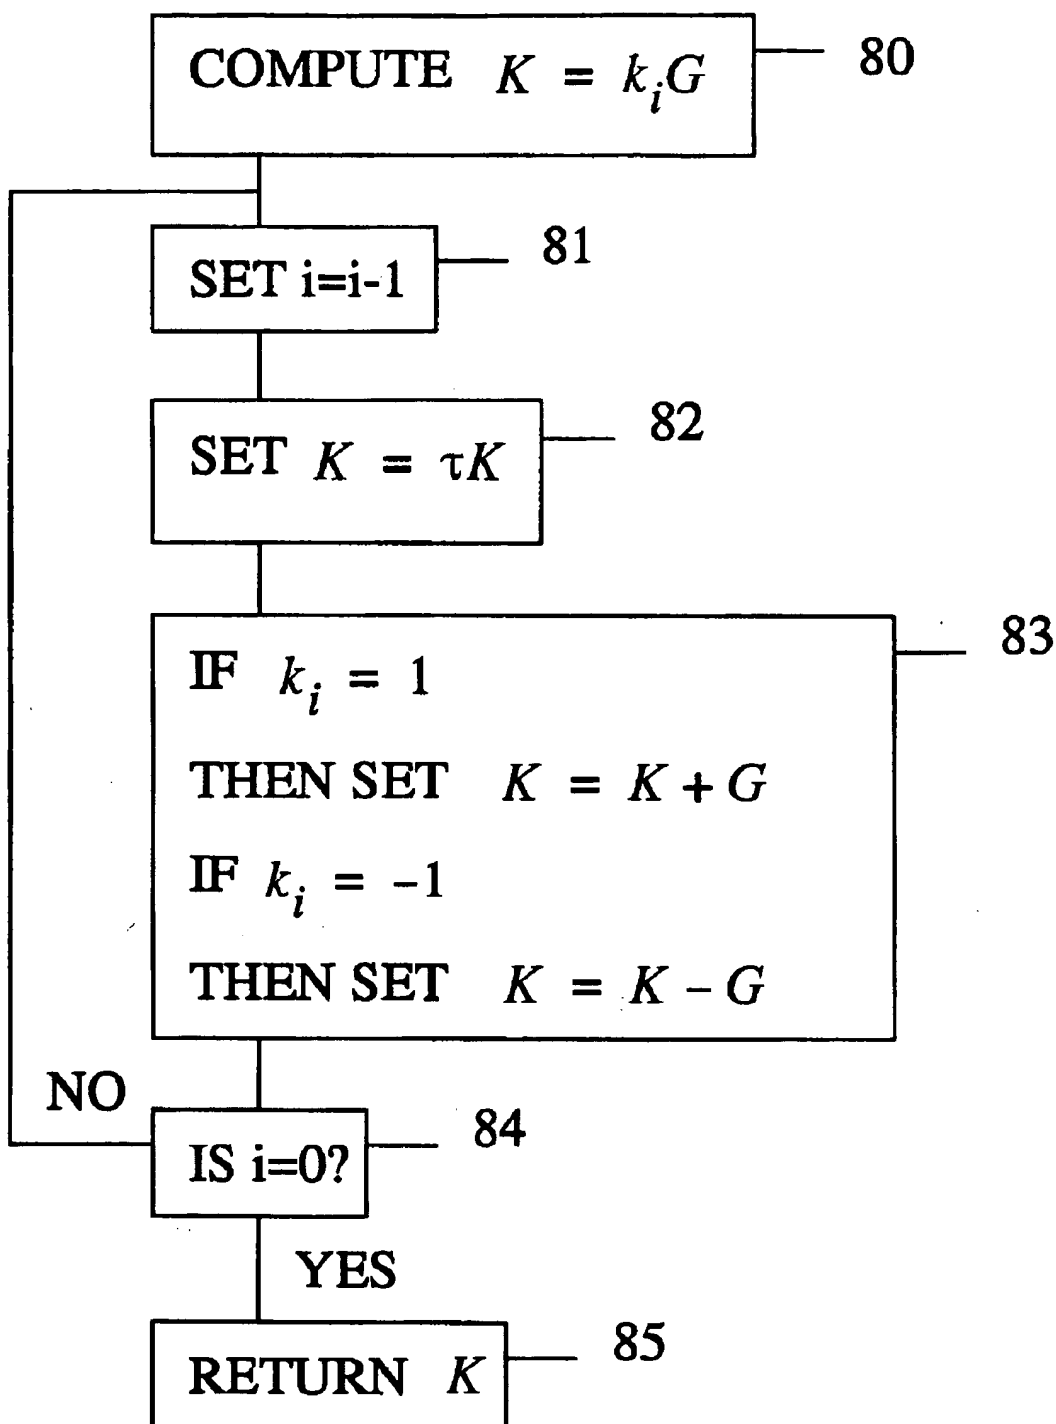 COMPUTE K = k_i G
80
SET i=i-1
81
SET K = τK
82
83
IF k_i = 1
THEN SET K = K + G
IF k_i = −1
THEN SET K = K − G
NO
IS i=0?
84
YES
RETURN K
85